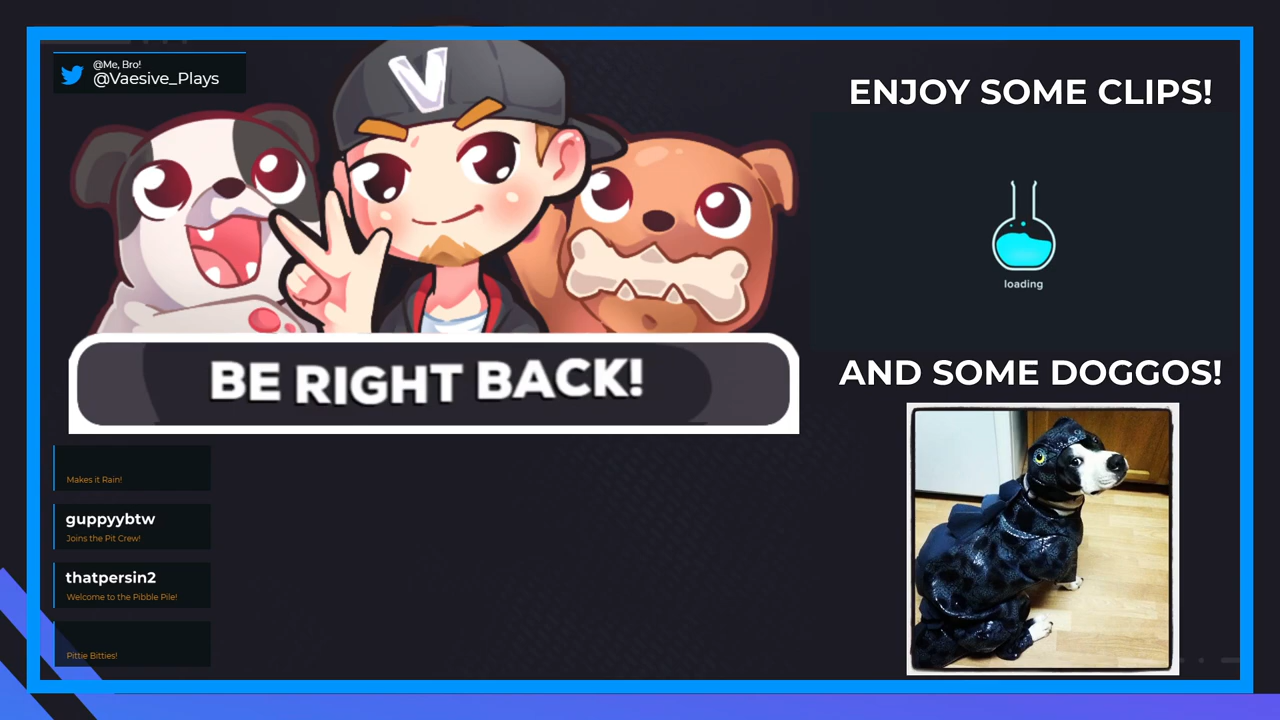 @Me, Bro!
@Vaesive_Plays
V
BE RIGHT BACK!
Makes it Rain!
guppyybtw
Joins the Pit Crew!
thatpersin2
Welcome to the Pibble Pile!
Pittie Bitties!
ENJOY SOME CLIPS!
loading
AND SOME DOGGOS!